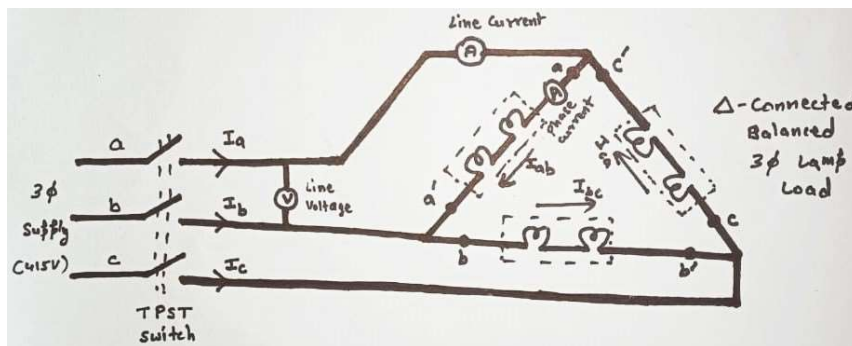 Line Current
A
a
c'
A
Phase
Current
Iab
Δ-Connected
Balanced
3ϕ Lamp
Load
a
Ia
3ϕ
Supply
(415V)
V
Line
Voltage
a'
b
Ib
Ibc
c
b
b'
c
Ic
TPST
Switch